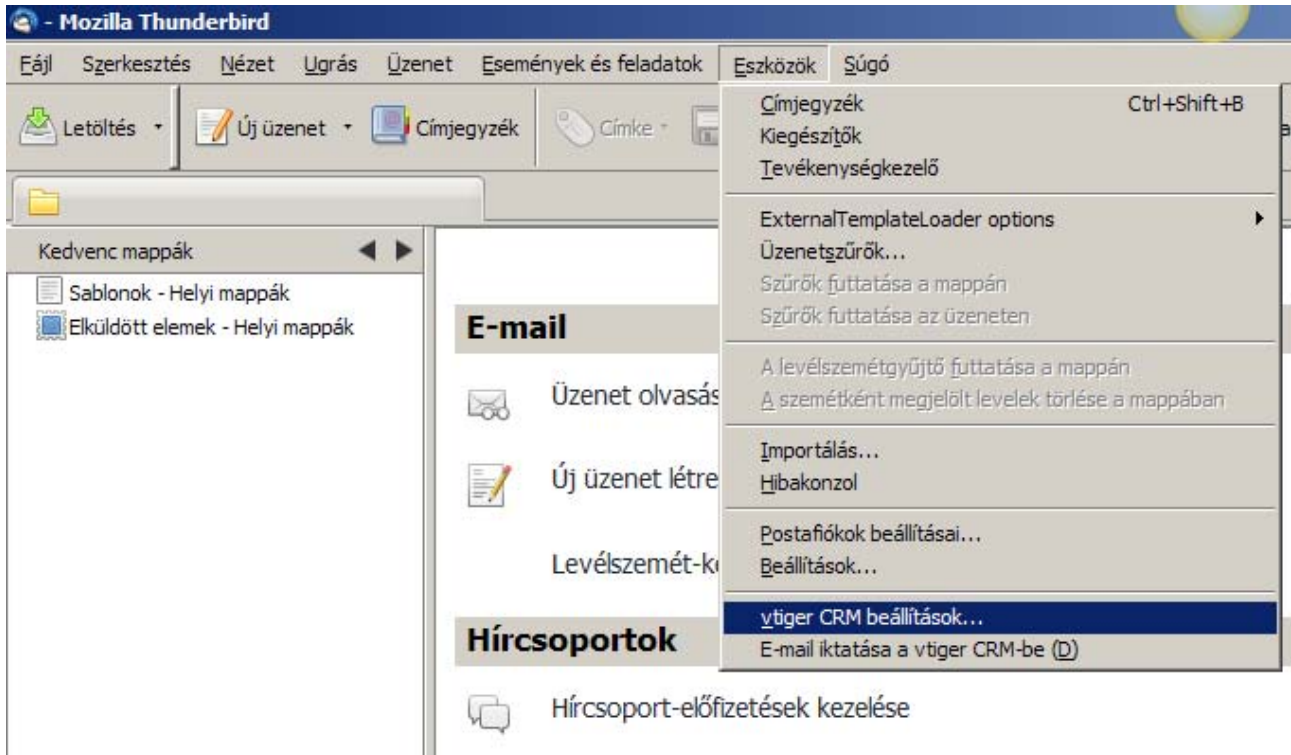 - Mozilla Thunderbird
Fájl Szerkesztés Nézet Ugrás Üzenet Események és feladatok Eszközök Súgó
Letöltés Új üzenet Címjegyzék Címke
Címjegyzék Ctrl+Shift+B
Kiegészítők
Tevékenységkezelő
ExternalTemplateLoader options
Üzenetszűrők...
Szűrők futtatása a mappán
Szűrők futtatása az üzeneten
A levélszemétgyűjtő futtatása a mappán
A szemétként megjelölt levelek törlése a mappában
Importálás...
Hibakonzol
Postafiókok beállításai...
Beállítások...
vtiger CRM beállítások...
E-mail iktatása a vtiger CRM-be (D)
Kedvenc mappák
Sablonok - Helyi mappák
Elküldött elemek - Helyi mappák
E-mail
Üzenet olvasás
Új üzenet létre
Levélszemét-k
Hírcsoportok
Hírcsoport-előfizetések kezelése